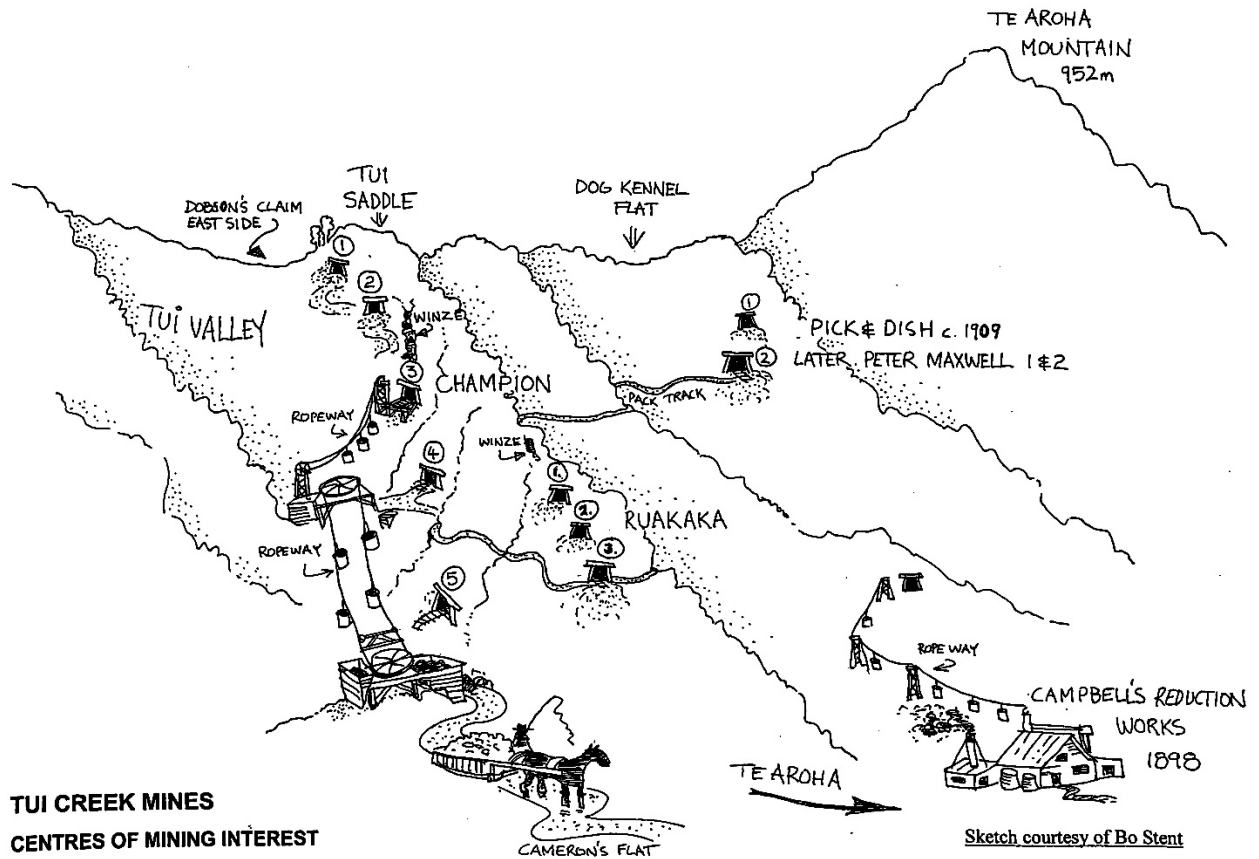 TE AROHA
MOUNTAIN
952m
TUI
SADDLE
DOG KENNEL
FLAT
DOBSON'S CLAIM
EAST SIDE
1
2
TUI VALLEY
WINZE
1
PICK & DISH c. 1909
2
LATER, PETER MAXWELL 1 & 2
3
CHAMPION
PACK TRACK
ROPEWAY
WINZE
4
1.
2.
RUAKAKA
3.
ROPEWAY
5
ROPEWAY
CAMPBELL'S REDUCTION
WORKS
1898
TE AROHA
TUI CREEK MINES
CENTRES OF MINING INTEREST
CAMERON'S FLAT
Sketch courtesy of Bo Stent